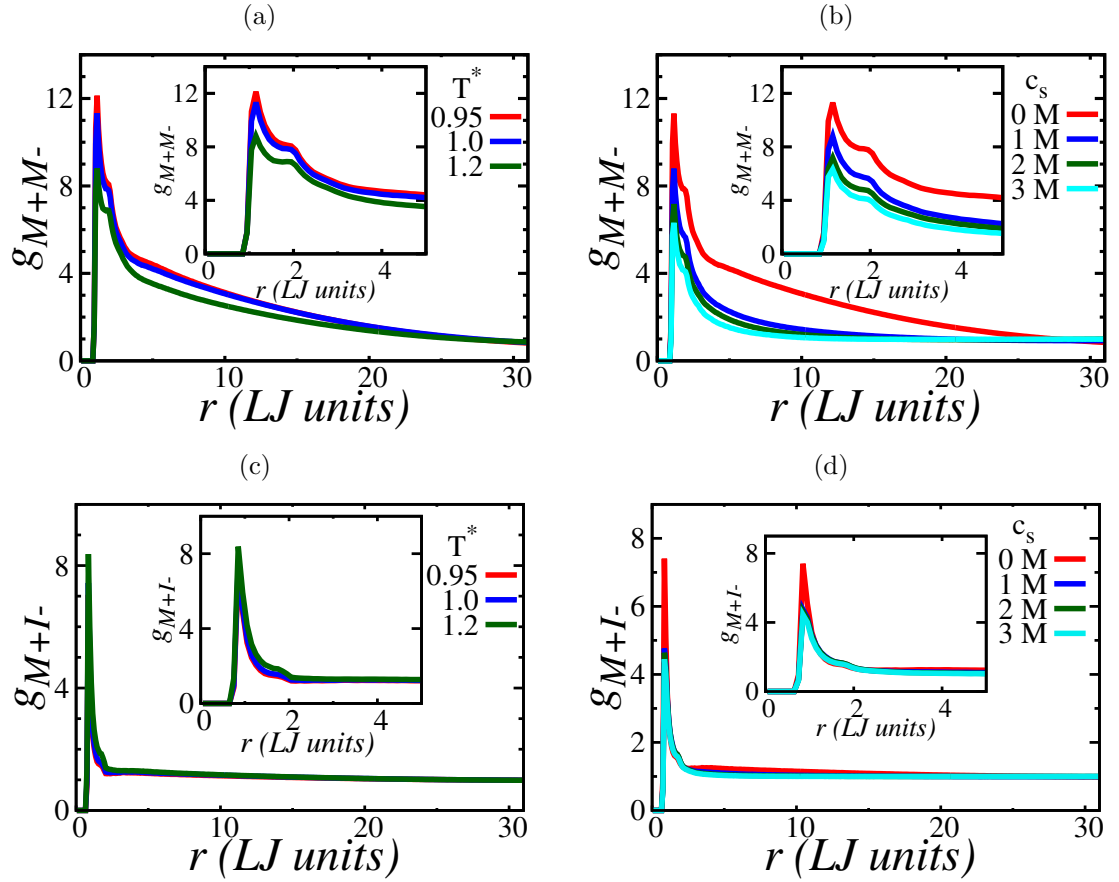 (a)
12
8
4
0
g_{M+M-}
0
10
20
30
r (LJ units)
12
8
4
0
g_{M+M-}
0
2
4
r (LJ units)
T*
0.95
1.0
1.2
(b)
12
8
4
0
g_{M+M-}
0
10
20
30
r (LJ units)
12
8
4
0
g_{M+M-}
0
2
4
r (LJ units)
c_s
0 M
1 M
2 M
3 M
(c)
8
4
0
g_{M+I-}
0
10
20
30
r (LJ units)
8
4
0
g_{M+I-}
0
2
4
r (LJ units)
T*
0.95
1.0
1.2
(d)
8
6
4
2
0
g_{M+I-}
0
10
20
30
r (LJ units)
8
4
0
g_{M+I-}
0
2
4
r (LJ units)
c_s
0 M
1 M
2 M
3 M